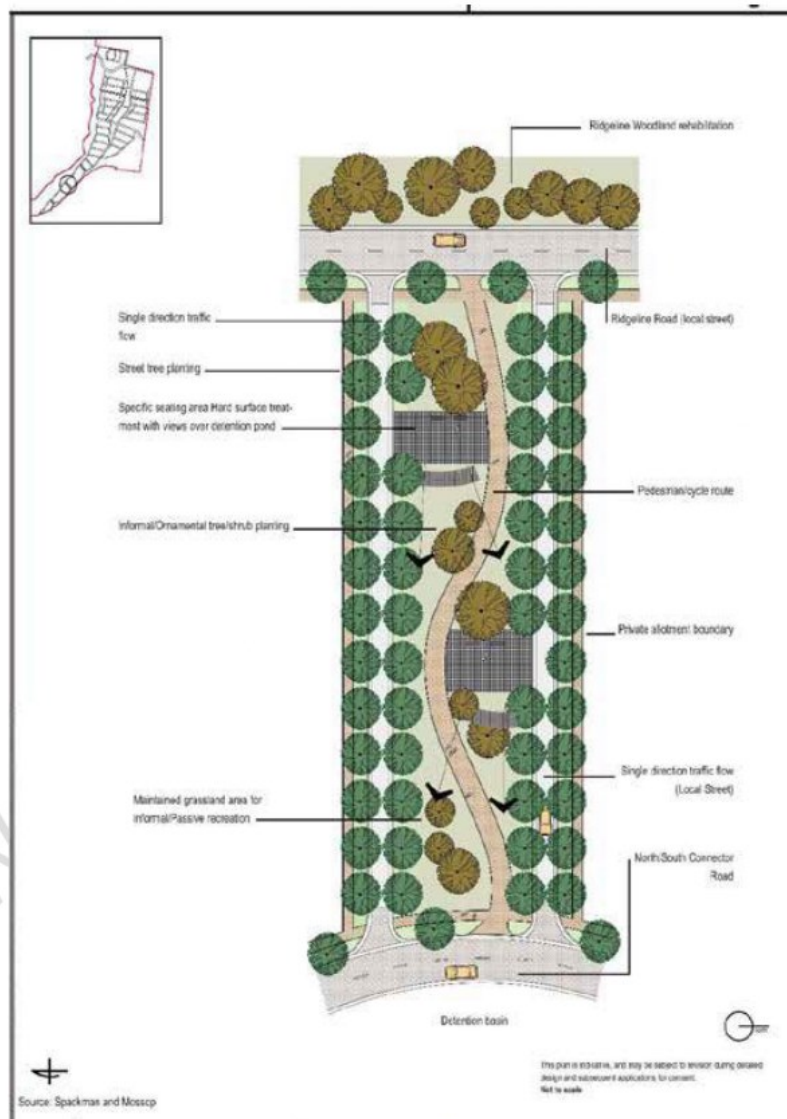 Ridgeline Woodland rehabilitation
Single direction traffic
flow
Ridgeline Road (local street)
Street tree planting
Specific seating area Hard surface treat-
ment with views over detention pond
Pedestrian/cycle route
Informal/Ornamental tree/shrub planting
Private allotment boundary
Single direction traffic flow
(Local Street)
Maintained grassland area for
Informal/Passive recreation
North/South Connector
Road
Detention basin
This plan is indicative, and may be subject to revision during detailed
design and subsequent applications for consent.
Not to scale
Source: Spackman and Mossop